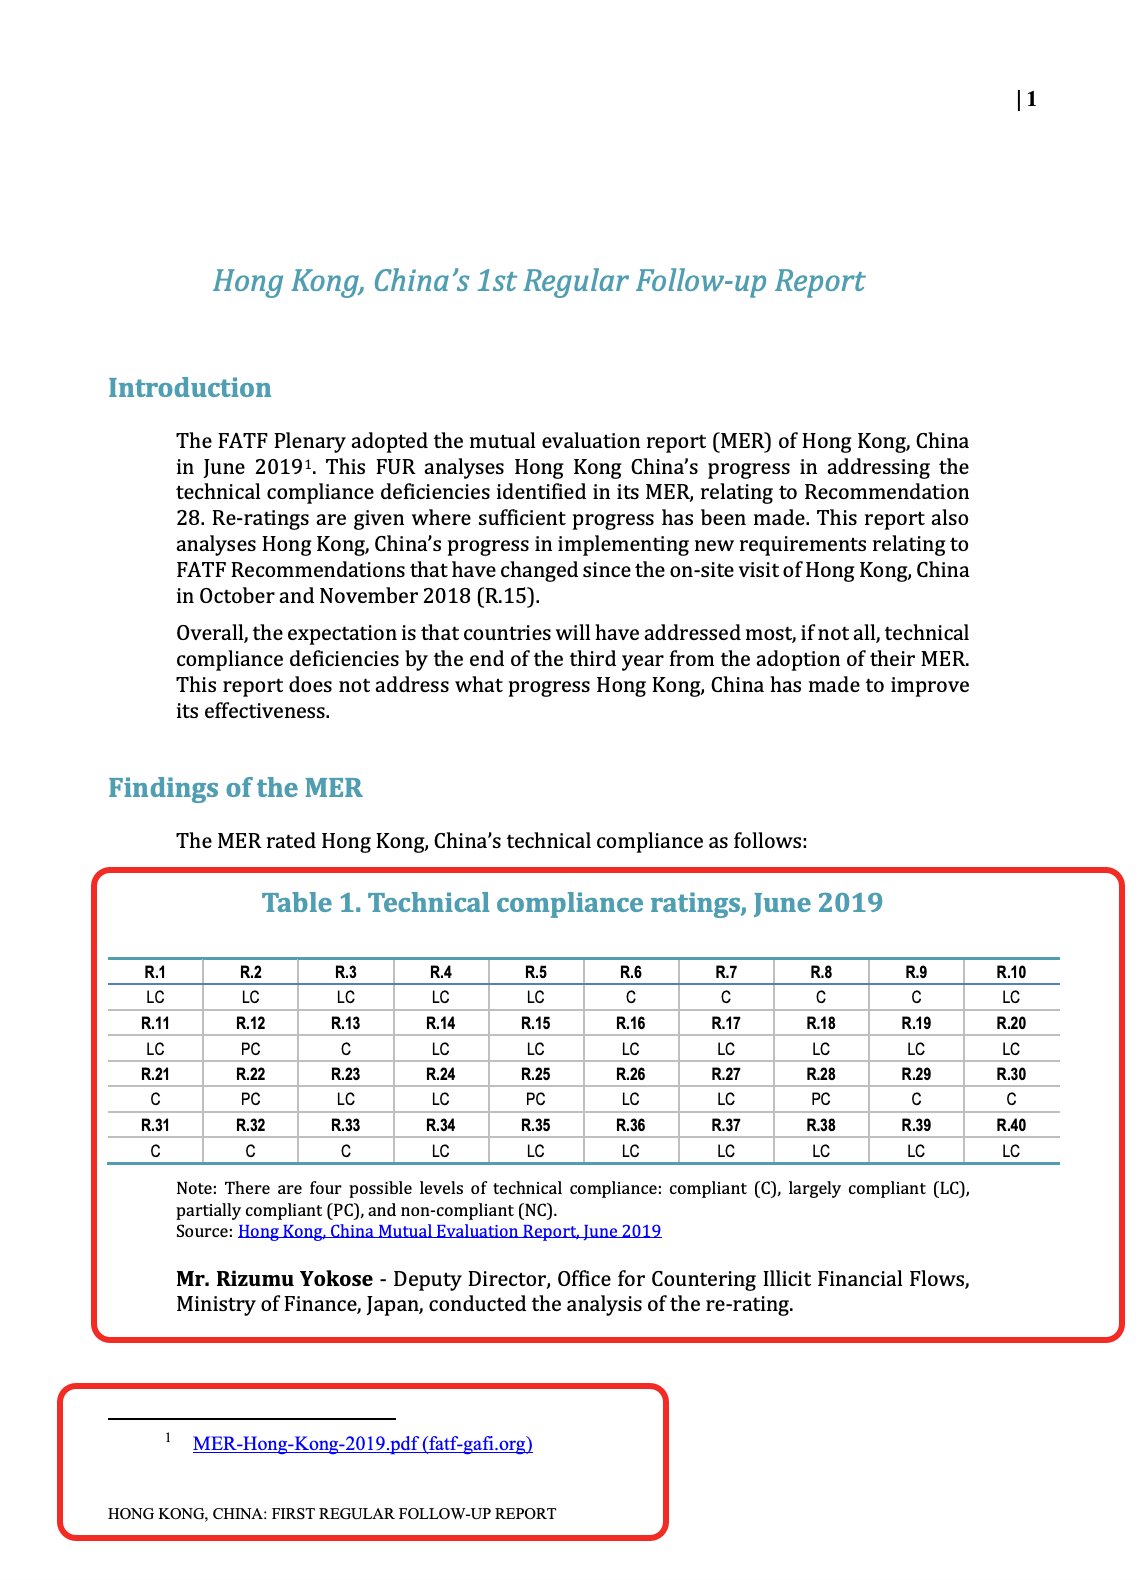 | 1
Hong Kong, China’s 1st Regular Follow-up Report
Introduction
The FATF Plenary adopted the mutual evaluation report (MER) of Hong Kong, China
in June 2019¹. This FUR analyses Hong Kong China’s progress in addressing the
technical compliance deficiencies identified in its MER, relating to Recommendation
28. Re-ratings are given where sufficient progress has been made. This report also
analyses Hong Kong, China’s progress in implementing new requirements relating to
FATF Recommendations that have changed since the on-site visit of Hong Kong, China
in October and November 2018 (R.15).
Overall, the expectation is that countries will have addressed most, if not all, technical
compliance deficiencies by the end of the third year from the adoption of their MER.
This report does not address what progress Hong Kong, China has made to improve
its effectiveness.
Findings of the MER
The MER rated Hong Kong, China’s technical compliance as follows:
Table 1. Technical compliance ratings, June 2019
R.1 R.2 R.3 R.4 R.5 R.6 R.7 R.8 R.9 R.10
LC LC LC LC LC C C C C LC
R.11 R.12 R.13 R.14 R.15 R.16 R.17 R.18 R.19 R.20
LC PC C LC LC LC LC LC LC LC
R.21 R.22 R.23 R.24 R.25 R.26 R.27 R.28 R.29 R.30
C PC LC LC PC LC LC PC C C
R.31 R.32 R.33 R.34 R.35 R.36 R.37 R.38 R.39 R.40
C C C LC LC LC LC LC LC LC
Note: There are four possible levels of technical compliance: compliant (C), largely compliant (LC),
partially compliant (PC), and non-compliant (NC).
Source: Hong Kong, China Mutual Evaluation Report, June 2019
Mr. Rizumu Yokose - Deputy Director, Office for Countering Illicit Financial Flows,
Ministry of Finance, Japan, conducted the analysis of the re-rating.
1 MER-Hong-Kong-2019.pdf (fatf-gafi.org)
HONG KONG, CHINA: FIRST REGULAR FOLLOW-UP REPORT